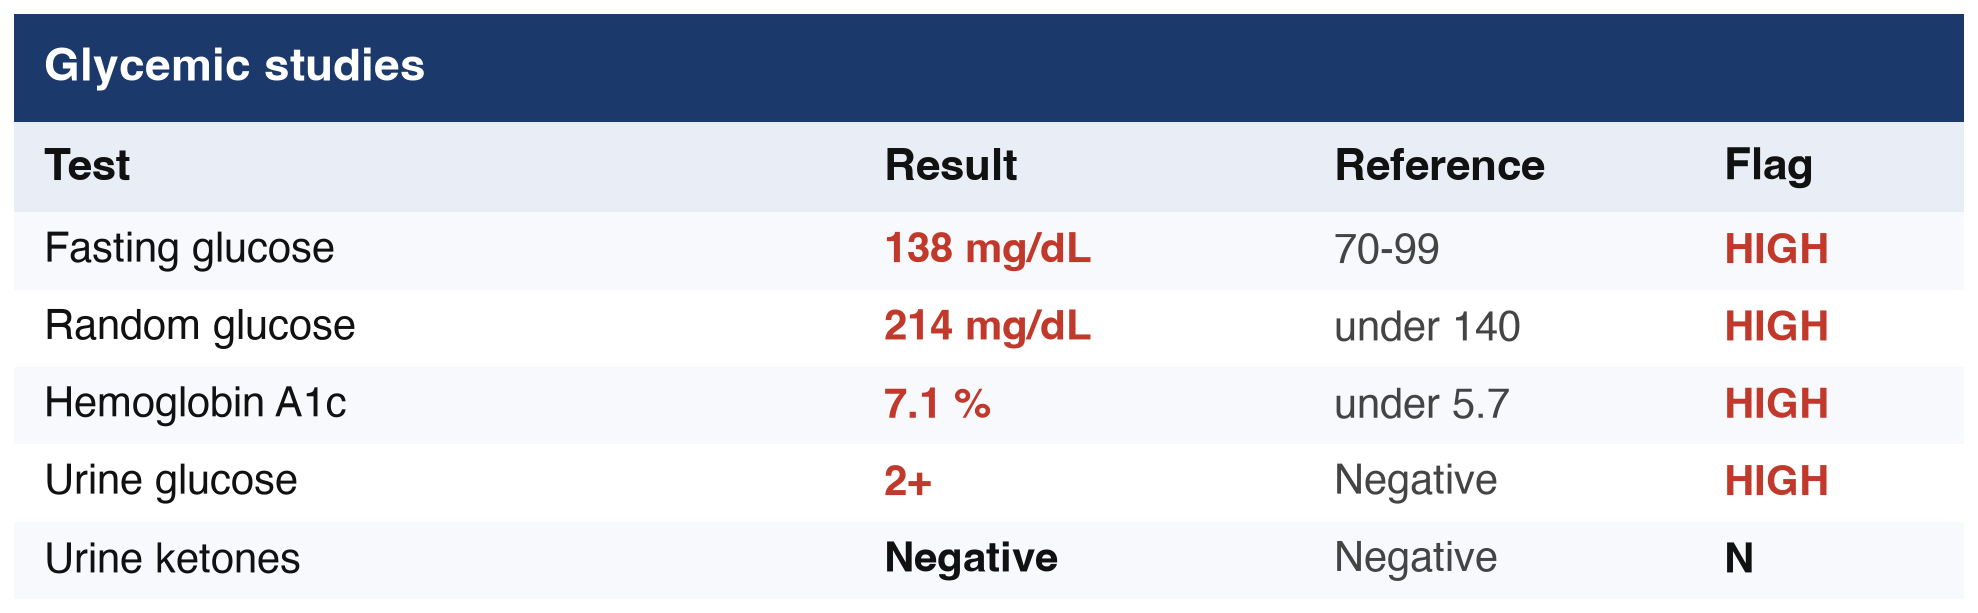 Glycemic studies
Test Result Reference Flag
Fasting glucose 138 mg/dL 70-99 HIGH
Random glucose 214 mg/dL under 140 HIGH
Hemoglobin A1c 7.1 % under 5.7 HIGH
Urine glucose 2+ Negative HIGH
Urine ketones Negative Negative N